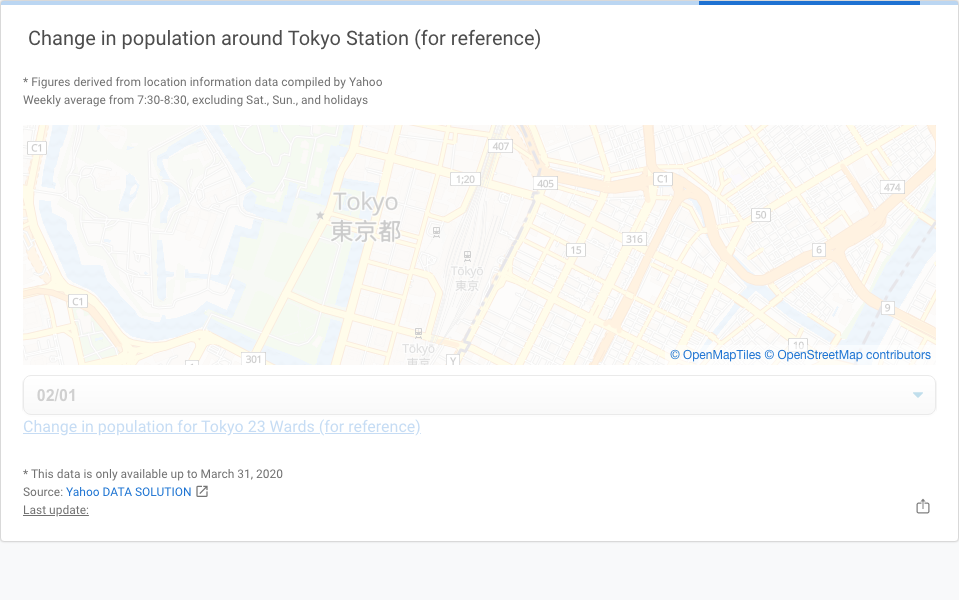 Change in population around Tokyo Station (for reference)
* Figures derived from location information data compiled by Yahoo
Weekly average from 7:30-8:30, excluding Sat., Sun., and holidays
C1
407
1;20
405
C1
474
Tokyo
東京都
50
316
15
6
Tōkyō
東京
C1
9
10
301
1
Tōkyō
東京
Y
© OpenMapTiles © OpenStreetMap contributors
02/01
Change in population for Tokyo 23 Wards (for reference)
* This data is only available up to March 31, 2020
Source: Yahoo DATA SOLUTION
Last update: